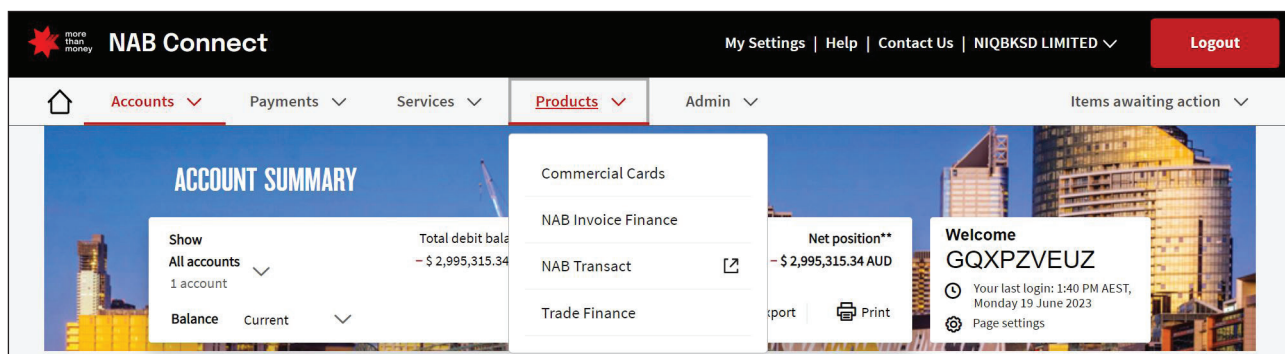 more than money NAB Connect My Settings | Help | Contact Us | NIQBKSD LIMITED Logout
Accounts Payments Services Products Admin Items awaiting action
ACCOUNT SUMMARY
Commercial Cards
NAB Invoice Finance
NAB Transact
Trade Finance
Show
All accounts
1 account
Balance Current
Total debit bala
– $ 2,995,315.34
Net position**
– $ 2,995,315.34 AUD
port Print
Welcome
GQXPZVEUZ
Your last login: 1:40 PM AEST,
Monday 19 June 2023
Page settings